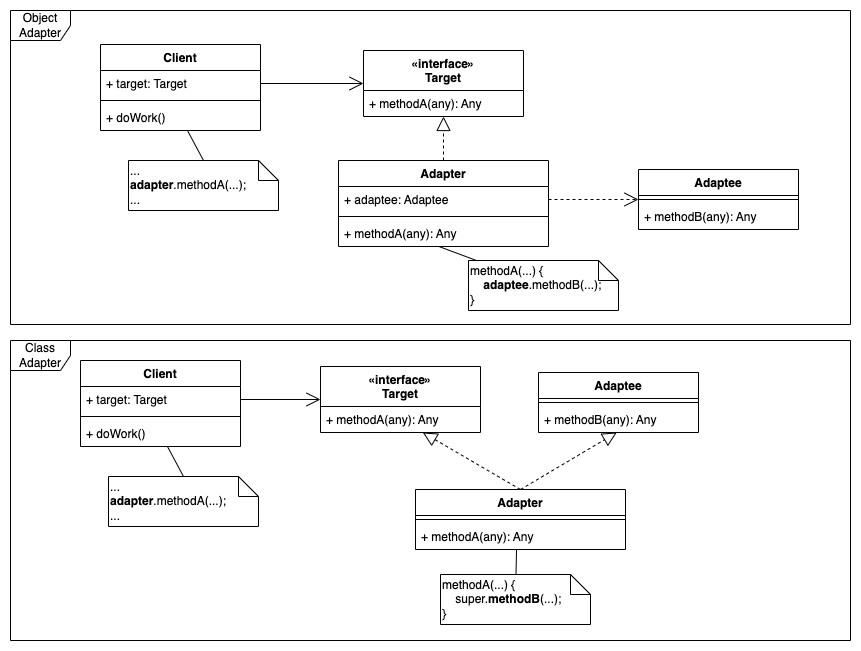 Object
Adapter
Client
+ target: Target
+ doWork()
...
adapter.methodA(...);
...
«interface»
Target
+ methodA(any): Any
Adapter
+ adaptee: Adaptee
+ methodA(any): Any
methodA(...) {
adaptee.methodB(...);
}
Adaptee
+ methodB(any): Any
Class
Adapter
Client
+ target: Target
+ doWork()
...
adapter.methodA(...);
...
«interface»
Target
+ methodA(any): Any
Adaptee
+ methodB(any): Any
Adapter
+ methodA(any): Any
methodA(...) {
super.methodB(...);
}